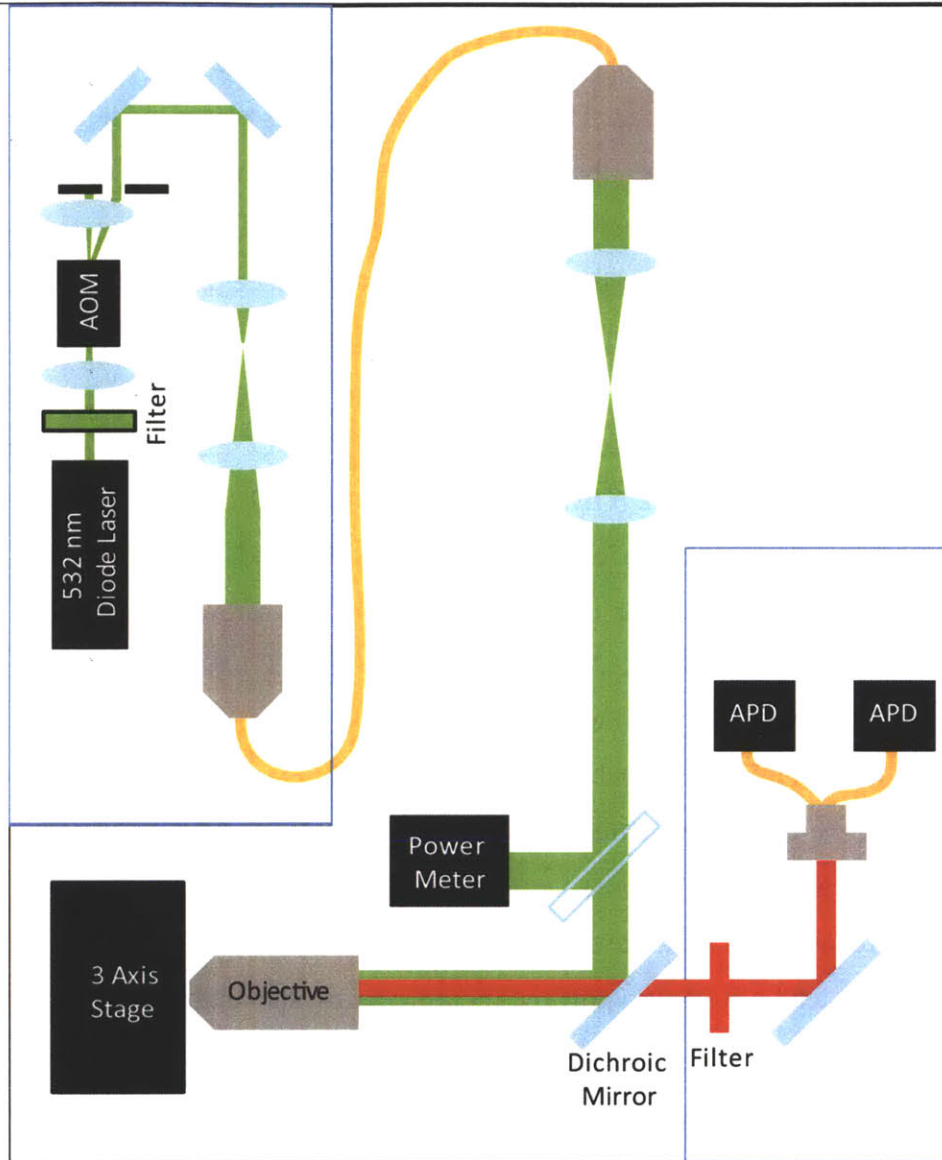 AOM
Filter
532 nm
Diode Laser
APD
APD
Power
Meter
3 Axis
Stage
Objective
Dichroic
Mirror
Filter